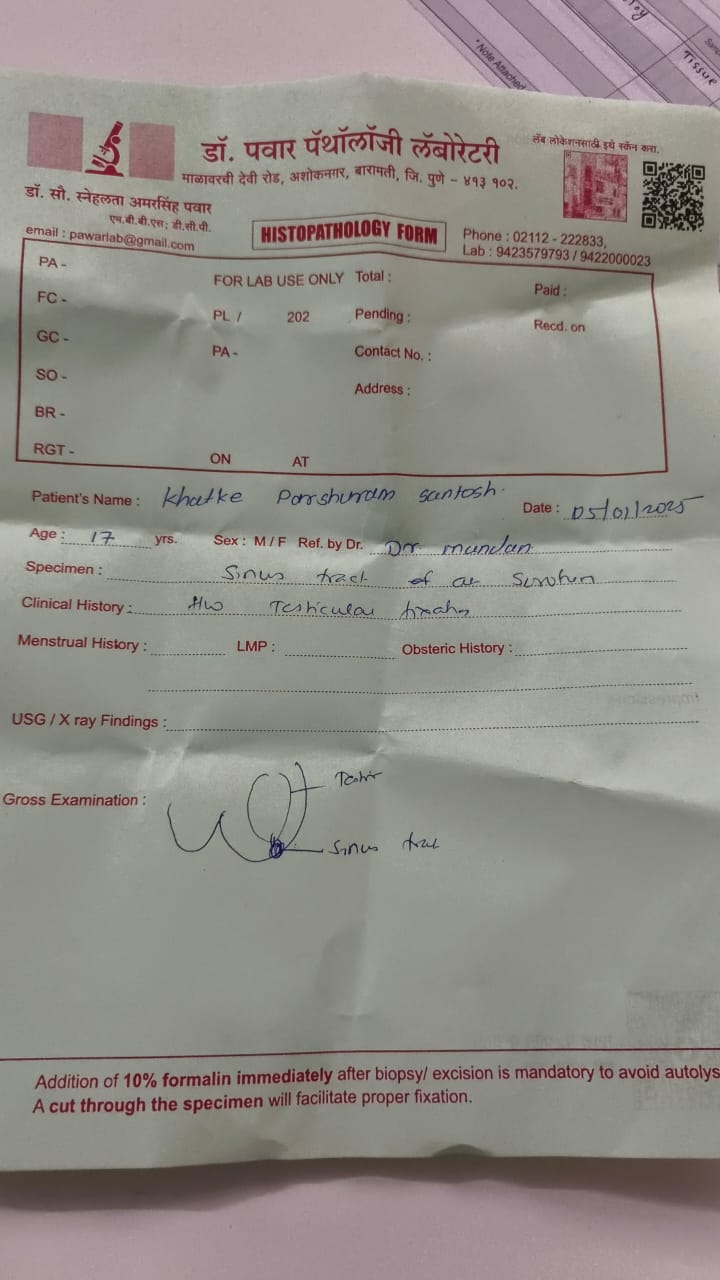 Note Attached
Tissue
डॉ. पवार पॅथॉलॉजी लॅबोरेटरी
लॅब लोकेशनसाठी इथे स्कॅन करा.
माळावरची देवी रोड, अशोकनगर, बारामती, जि. पुणे - ४१३ १०२.
डॉ. सौ. स्नेहलता अमरसिंह पवार
एम.बी.बी.एस; डी.सी.पी.
email : pawarlab@gmail.com
HISTOPATHOLOGY FORM
Phone : 02112 - 222833,
Lab : 9423579793 / 9422000023
PA -
FOR LAB USE ONLY Total : Paid :
FC - PL / 202 Pending : Recd. on
GC - PA - Contact No. :
SO - Address :
BR -
RGT - ON AT
Patient's Name : Khatke Parshuram Santosh Date : 05/01/2025
Age : 17 yrs. Sex : M / F Ref. by Dr. Dr mundan
Specimen : Sinus tract of Scrotum
Clinical History : H/o Testicular
Menstrual History : LMP : Obsteric History :
USG / X ray Findings :
Gross Examination :
Sinus
Addition of 10% formalin immediately after biopsy/ excision is mandatory to avoid autolys
A cut through the specimen will facilitate proper fixation.